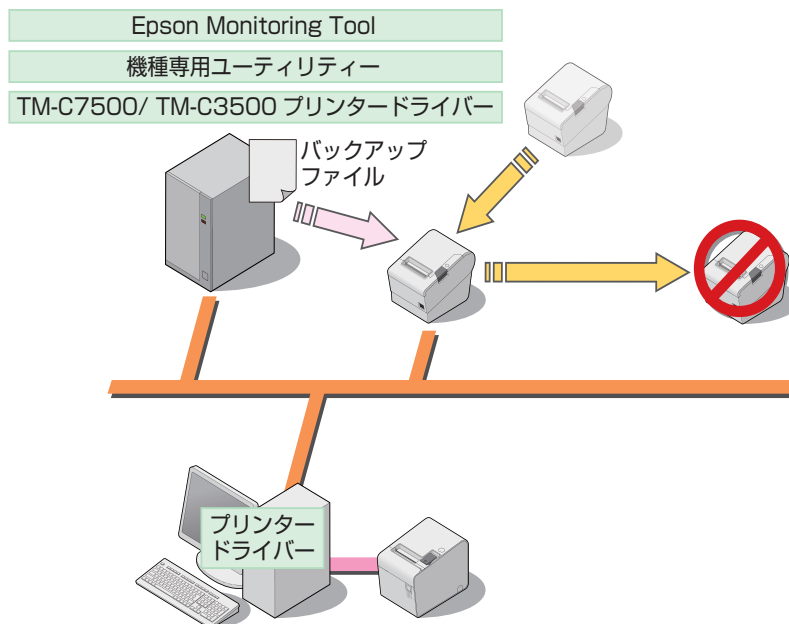 Epson Monitoring Tool
機種専用ユーティリティー
TM-C7500/ TM-C3500 プリンタードライバー
バックアップ
ファイル
プリンター
ドライバー